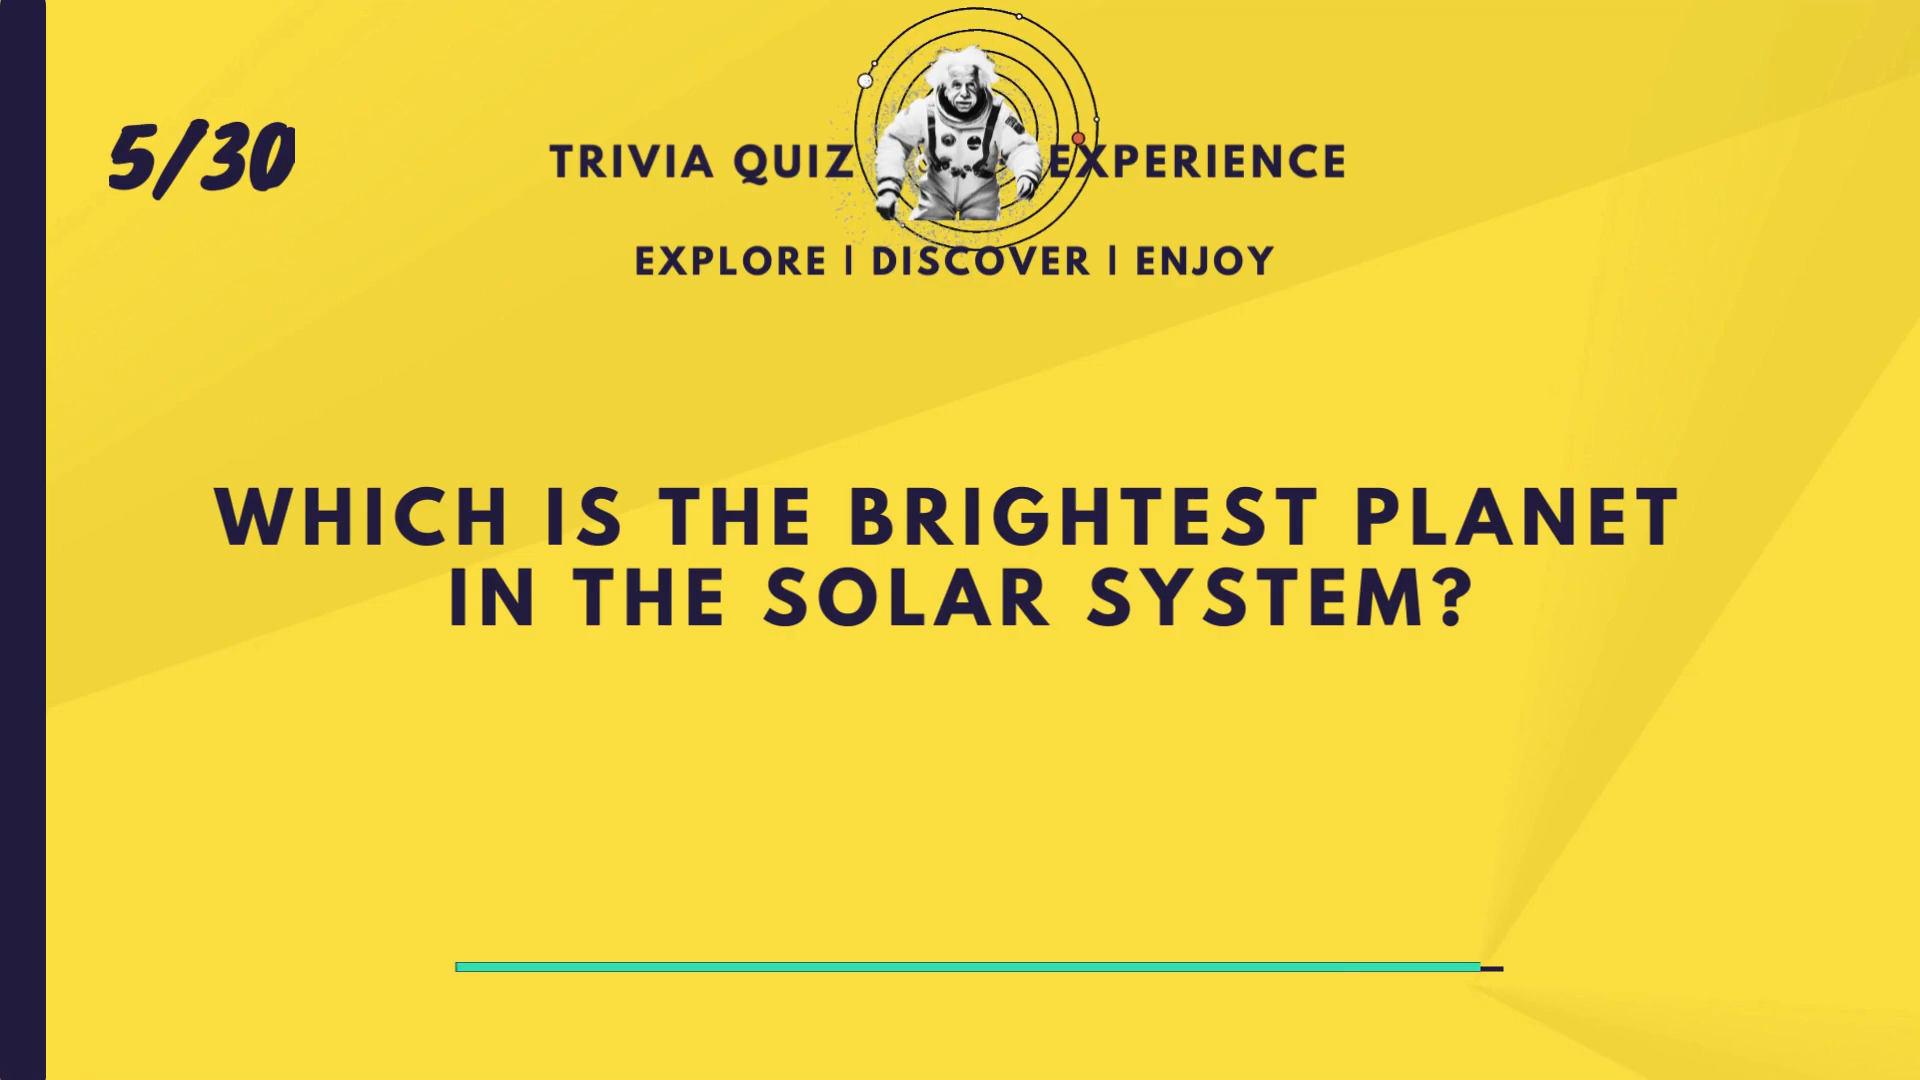 5/30
TRIVIA QUIZ EXPERIENCE
EXPLORE | DISCOVER | ENJOY
WHICH IS THE BRIGHTEST PLANET
IN THE SOLAR SYSTEM?